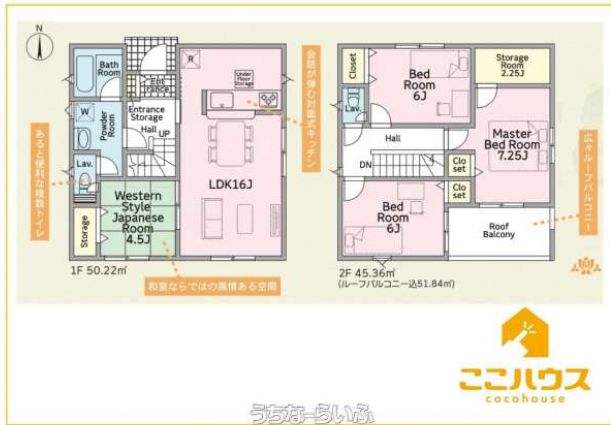 N
Bath
Room
Ent
rance
Entrance
Storage
Hall
UP
W
Powder
Room
Lav.
Storage
Western
Style
Japanese
Room
4.5J
R
Under
floor
Storage
LDK16J
1F 50.22㎡
あると便利な複数トイレ
会話が弾む対面式キッチン
和室ならではの風情ある空間
Closet
Bed
Room
6J
Storage
Room
2.25J
Lav.
Hall
DN
Master
Bed Room
7.25J
Clo
set
Clo
set
Bed
Room
6J
Roof
Balcony
2F 45.36㎡
(ルーフバルコニー込51.84㎡)
広々ルーフバルコニー
ここハウス
cocohouse
うちなーらいふ